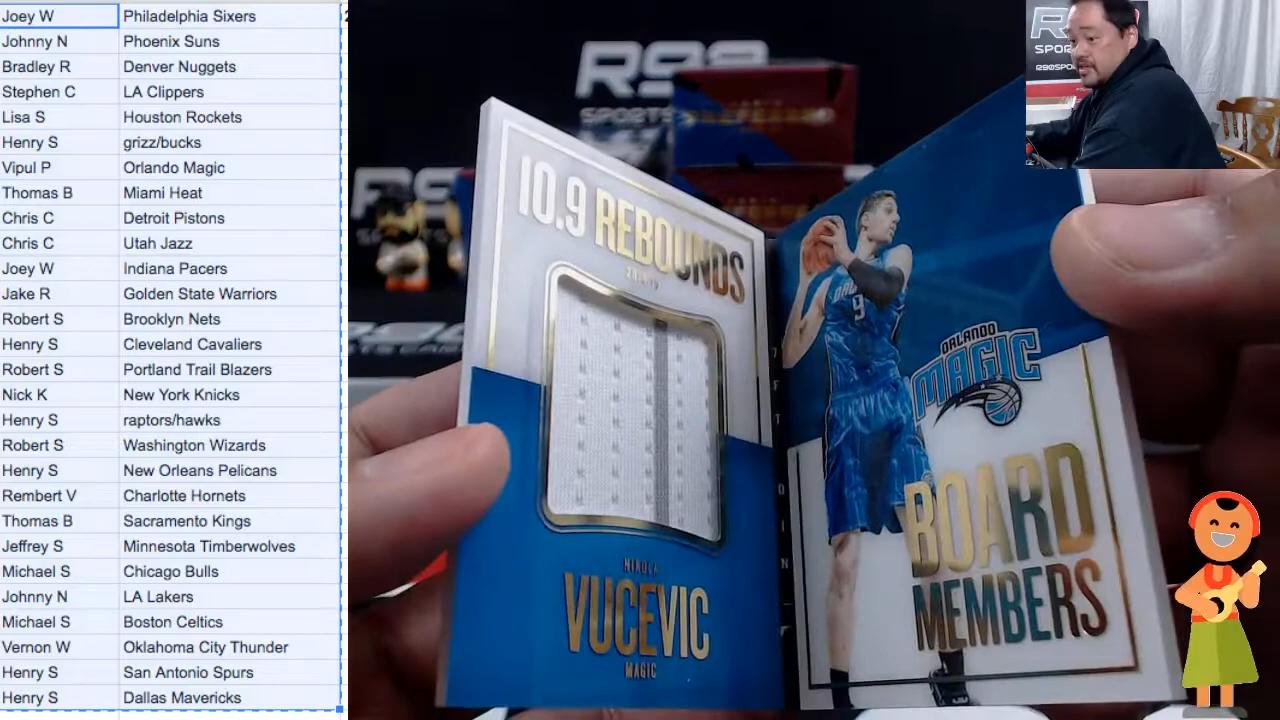 Joey W Philadelphia Sixers
Johnny N Phoenix Suns
Bradley R Denver Nuggets
Stephen C LA Clippers
Lisa S Houston Rockets
Henry S grizz/bucks
Vipul P Orlando Magic
Thomas B Miami Heat
Chris C Detroit Pistons
Chris C Utah Jazz
Joey W Indiana Pacers
Jake R Golden State Warriors
Robert S Brooklyn Nets
Henry S Cleveland Cavaliers
Robert S Portland Trail Blazers
Nick K New York Knicks
Henry S raptors/hawks
Robert S Washington Wizards
Henry S New Orleans Pelicans
Rembert V Charlotte Hornets
Thomas B Sacramento Kings
Jeffrey S Minnesota Timberwolves
Michael S Chicago Bulls
Johnny N LA Lakers
Michael S Boston Celtics
Vernon W Oklahoma City Thunder
Henry S San Antonio Spurs
Henry S Dallas Mavericks
10.9 REBOUNDS
NIKOLA
VUCEVIC
MAGIC
9
ORLANDO
MAGIC
BOARD
MEMBERS
SPORTS